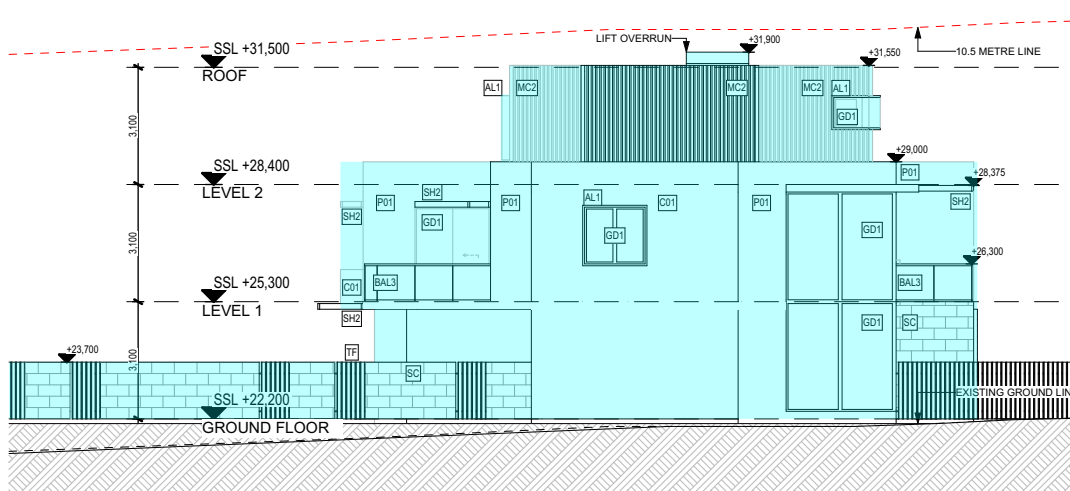 LIFT OVERRUN
+31,900
10.5 METRE LINE
SSL +31,500
+31,550
ROOF
AL1
MC2
MC2
MC2
AL1
GD1
3,100
+29,000
SSL +28,400
P01
+28,375
LEVEL 2
SH2
AL1
P01
P01
C01
P01
SH2
SH2
GD1
GD1
GD1
3,100
+26,300
SSL +25,300
C01
BAL3
BAL3
LEVEL 1
SH2
GD1
SC
+23,700
TF
3,100
SC
SSL +22,200
EXISTING GROUND LIN
GROUND FLOOR